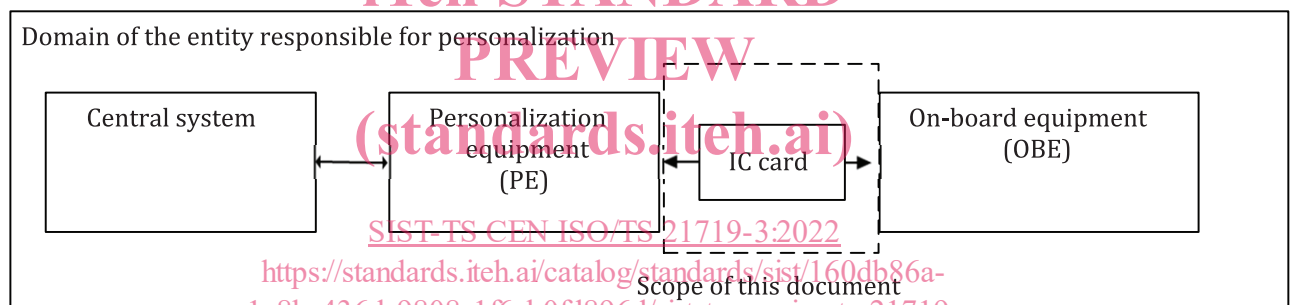 iTeh STANDARD
Domain of the entity responsible for personalization
PREVIEW
Central system
Personalization
equipment
(PE)
(standards.iteh.ai)
IC card
On-board equipment
(OBE)
SIST-TS CEN ISO/TS 21719-3:2022
https://standards.iteh.ai/catalog/standards/sist/160db86a-
Scope of this document